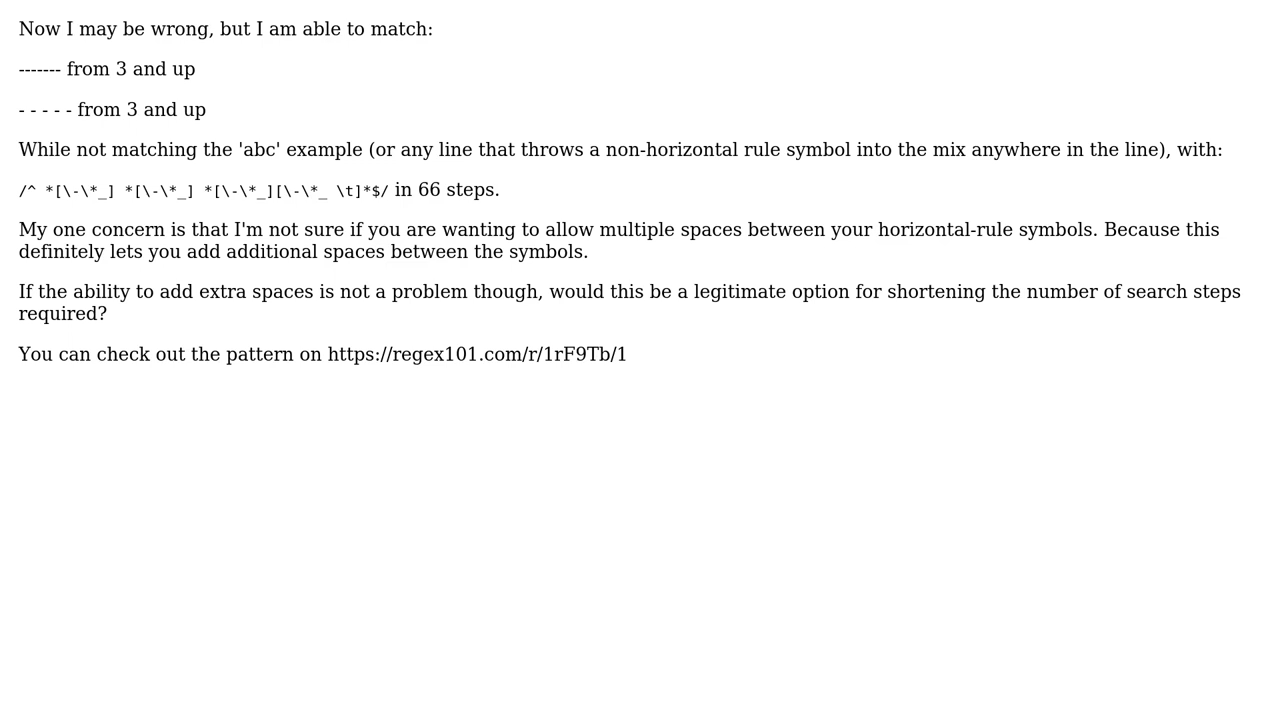 Now I may be wrong, but I am able to match:
------- from 3 and up
- - - - - from 3 and up
While not matching the 'abc' example (or any line that throws a non-horizontal rule symbol into the mix anywhere in the line), with:
/^ *[\-\*_] *[\-\*_] *[\-\*_][\-\*_ \t]*$/ in 66 steps.
My one concern is that I'm not sure if you are wanting to allow multiple spaces between your horizontal-rule symbols. Because this
definitely lets you add additional spaces between the symbols.
If the ability to add extra spaces is not a problem though, would this be a legitimate option for shortening the number of search steps
required?
You can check out the pattern on https://regex101.com/r/1rF9Tb/1